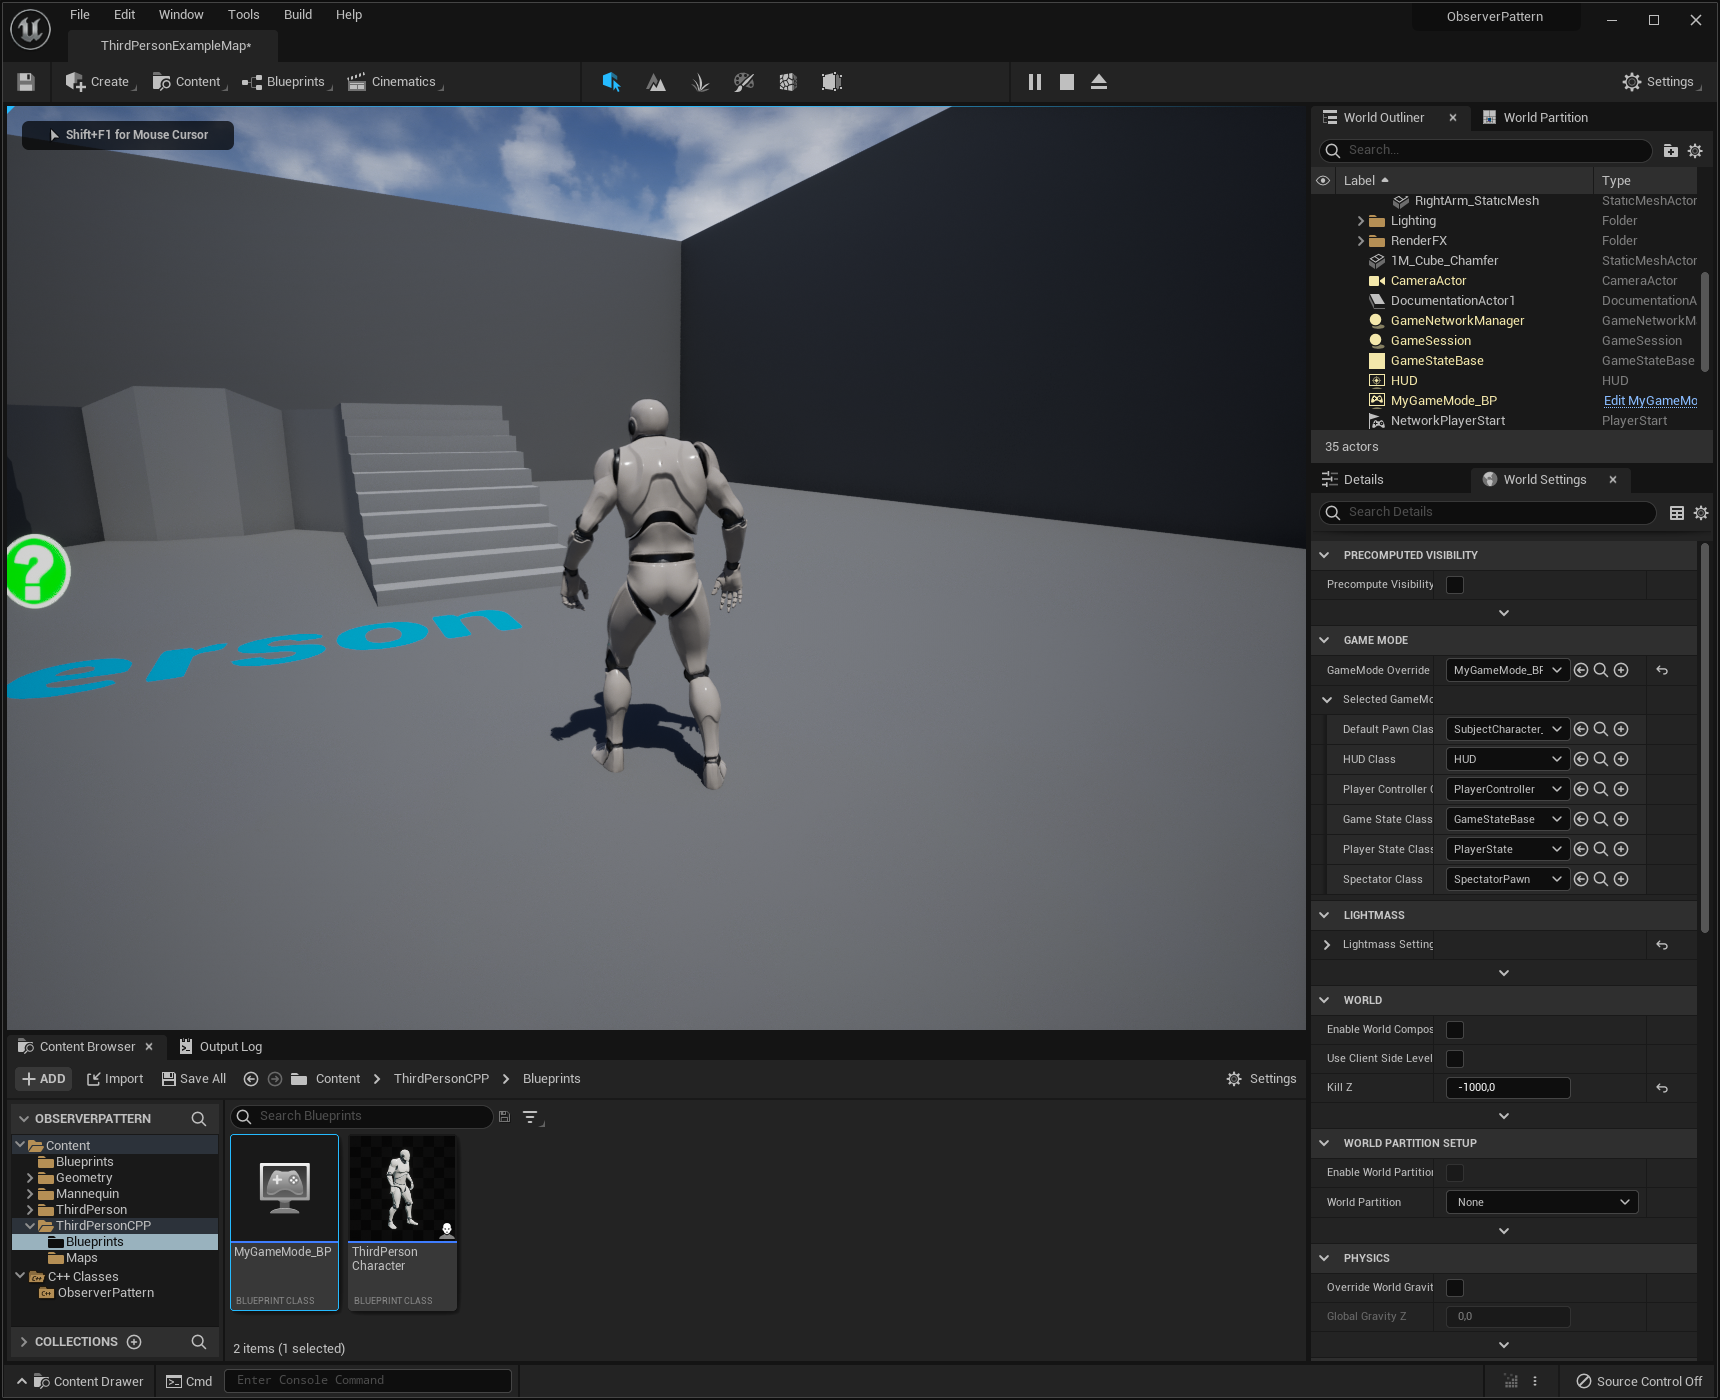 File Edit Window Tools Build Help
ObserverPattern
ThirdPersonExampleMap*
Create Content Blueprints Cinematics Settings
Shift+F1 for Mouse Cursor
erson
World Outliner World Partition
Search...
Label Type
RightArm_StaticMesh StaticMeshActor
Lighting Folder
RenderFX Folder
1M_Cube_Chamfer StaticMeshActor
CameraActor CameraActor
DocumentationActor1 DocumentationA
GameNetworkManager GameNetworkM
GameSession GameSession
GameStateBase GameStateBase
HUD HUD
MyGameMode_BP Edit MyGameMo
NetworkPlayerStart PlayerStart
35 actors
Details World Settings
Search Details
PRECOMPUTED VISIBILITY
Precompute Visibility
GAME MODE
GameMode Override MyGameMode_BP
Selected GameMo
Default Pawn Clas SubjectCharacter_
HUD Class HUD
Player Controller C PlayerController
Game State Class GameStateBase
Player State Class PlayerState
Spectator Class SpectatorPawn
LIGHTMASS
Lightmass Setting
WORLD
Enable World Compos
Use Client Side Level
Kill Z -1000,0
WORLD PARTITION SETUP
Enable World Partition
World Partition None
PHYSICS
Override World Gravit
Global Gravity Z 0,0
Content Browser Output Log
ADD Import Save All Content ThirdPersonCPP Blueprints Settings
OBSERVERPATTERN
Search Blueprints
Content
Blueprints
Geometry
Mannequin
ThirdPerson
ThirdPersonCPP
Blueprints
Maps
C++ Classes
ObserverPattern
COLLECTIONS
MyGameMode_BP
BLUEPRINT CLASS
ThirdPerson
Character
BLUEPRINT CLASS
2 items (1 selected)
Content Drawer Cmd Enter Console Command Source Control Off